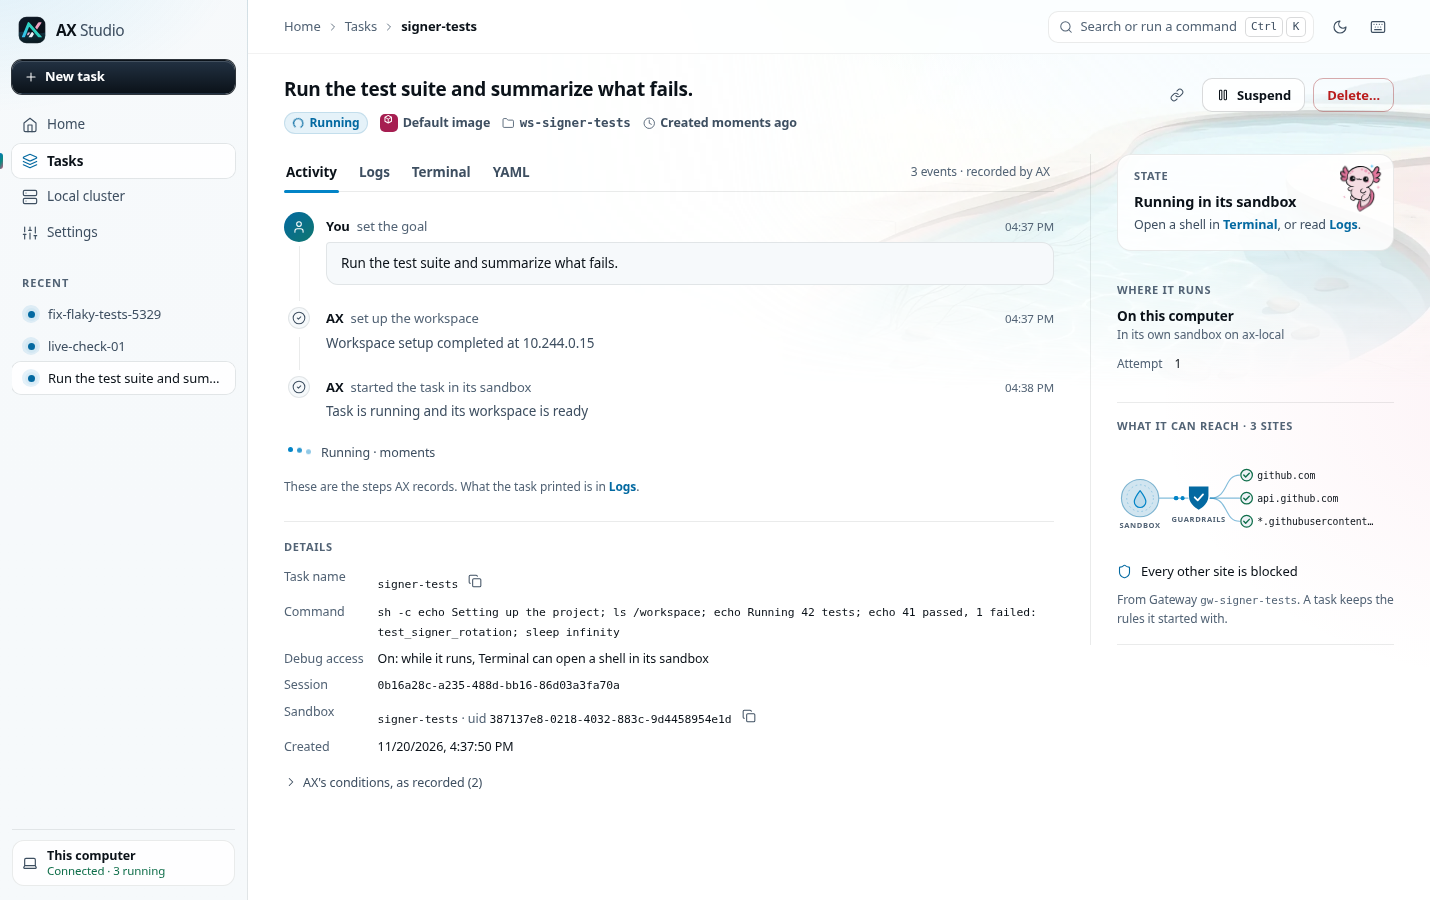 AX Studio
New task
Home
Tasks
Local cluster
Settings
RECENT
fix-flaky-tests-5329
live-check-01
Run the test suite and sum...
This computer
Connected · 3 running
Home > Tasks > signer-tests
Search or run a command Ctrl K
Run the test suite and summarize what fails.
Running Default image ws-signer-tests Created moments ago
Suspend Delete...
Activity Logs Terminal YAML
3 events · recorded by AX
You set the goal 04:37 PM
Run the test suite and summarize what fails.
AX set up the workspace 04:37 PM
Workspace setup completed at 10.244.0.15
AX started the task in its sandbox 04:38 PM
Task is running and its workspace is ready
Running · moments
These are the steps AX records. What the task printed is in Logs.
DETAILS
Task name signer-tests
Command sh -c echo Setting up the project; ls /workspace; echo Running 42 tests; echo 41 passed, 1 failed:
test_signer_rotation; sleep infinity
Debug access On: while it runs, Terminal can open a shell in its sandbox
Session 0b16a28c-a235-488d-bb16-86d03a3fa70a
Sandbox signer-tests · uid 387137e8-0218-4032-883c-9d4458954e1d
Created 11/20/2026, 4:37:50 PM
AX's conditions, as recorded (2)
STATE
Running in its sandbox
Open a shell in Terminal, or read Logs.
WHERE IT RUNS
On this computer
In its own sandbox on ax-local
Attempt 1
WHAT IT CAN REACH · 3 SITES
github.com
api.github.com
*.githubusercontent…
SANDBOX
GUARDRAILS
Every other site is blocked
From Gateway gw-signer-tests. A task keeps the
rules it started with.